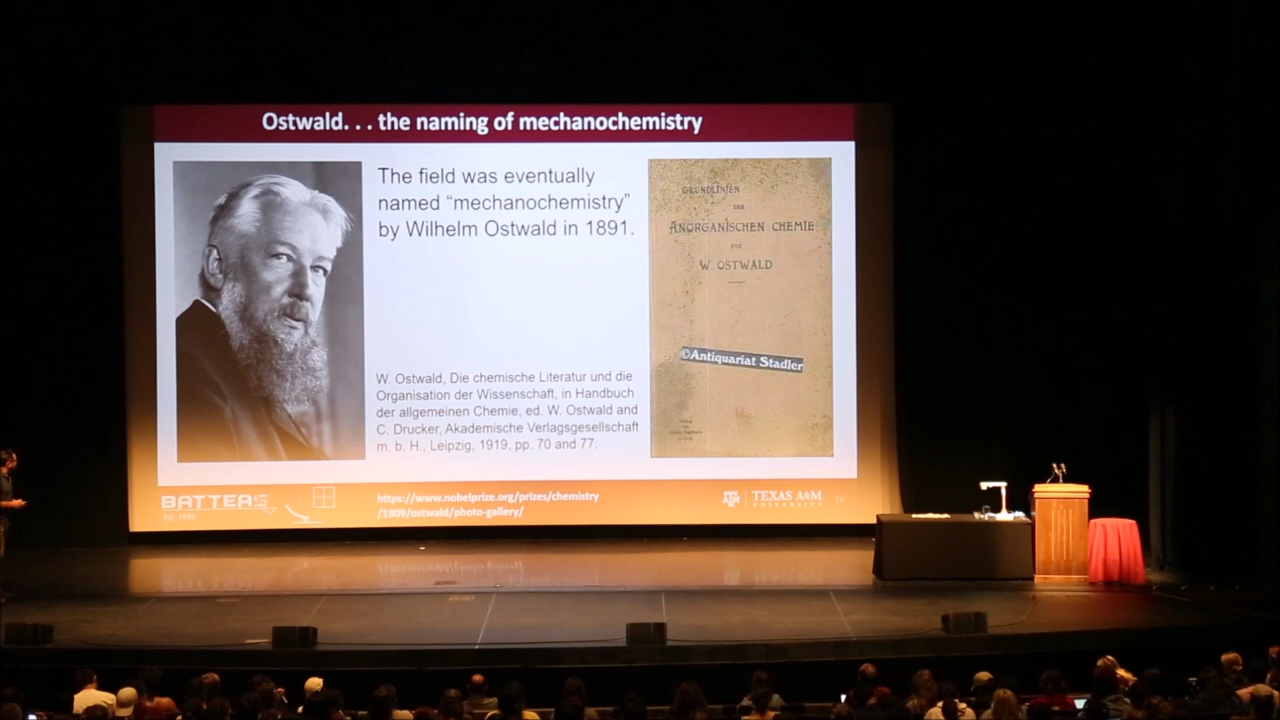 Ostwald. . . the naming of mechanochemistry
The field was eventually
named “mechanochemistry”
by Wilhelm Ostwald in 1891.
W. Ostwald, Die chemische Literatur und die
Organisation der Wissenschaft, in Handbuch
der allgemeinen Chemie, ed. W. Ostwald and
C. Drucker, Akademische Verlagsgesellschaft
m. b. H., Leipzig, 1919, pp. 70 and 77.
GRUNDLINIEN
DER
ANORGANISCHEN CHEMIE
VON
W. OSTWALD
©Antiquariat Stadler
BATTEAS
https://www.nobelprize.org/prizes/chemistry
/1909/ostwald/photo-gallery/
ĀM
TEXAS A&M
UNIVERSITY